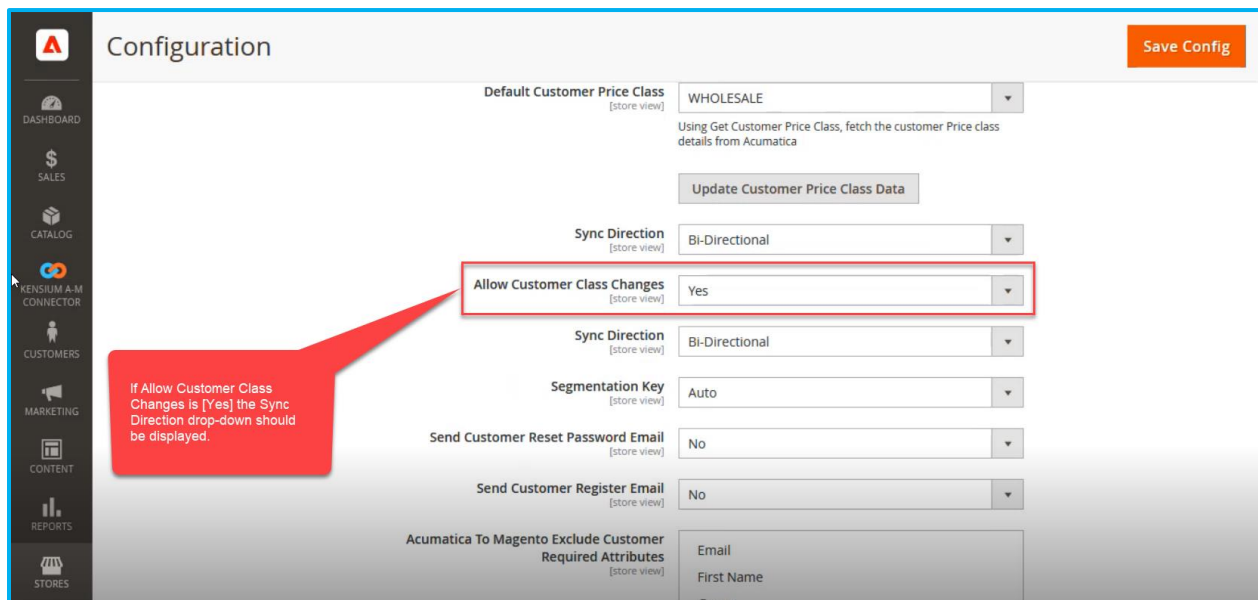 Configuration
Save Config
DASHBOARD
SALES
CATALOG
KENSIUM A-M
CONNECTOR
CUSTOMERS
MARKETING
CONTENT
REPORTS
STORES
Default Customer Price Class
[store view]
WHOLESALE
Using Get Customer Price Class, fetch the customer Price class
details from Acumatica
Update Customer Price Class Data
Sync Direction
[store view]
Bi-Directional
Allow Customer Class Changes
[store view]
Yes
Sync Direction
[store view]
Bi-Directional
If Allow Customer Class
Changes is [Yes] the Sync
Direction drop-down should
be displayed.
Segmentation Key
[store view]
Auto
Send Customer Reset Password Email
[store view]
No
Send Customer Register Email
[store view]
No
Acumatica To Magento Exclude Customer
Required Attributes
[store view]
Email
First Name